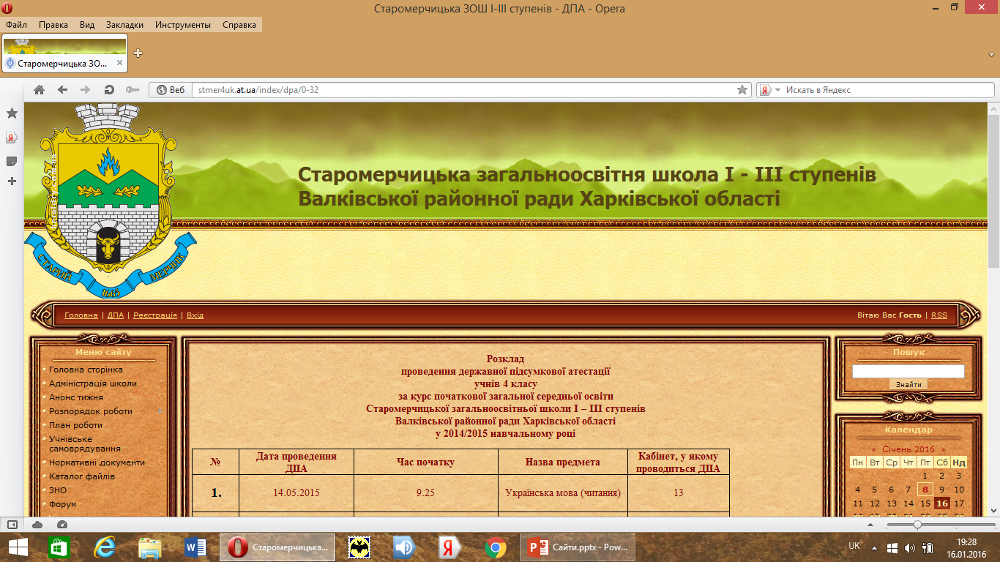 Старомерчицька ЗОШ І-ІІІ ступенів - ДПА - Opera
Файл Правка Вид Закладки Инструменты Справка
Старомерчицька ЗО...
Веб stmer4uk.at.ua/index/dpa/0-32 Искать в Яндекс
Старомерчицька загальноосвітня школа І - ІІІ ступенів
Валківської районної ради Харківської області
СТАРИЙ МЕРЧИК
1665
Головна | ДПА | Реєстрація | Вхід
Вітаю Вас Гость | RSS
Меню сайту
Головна сторінка
Адміністрація школи
Анонс тижня
Розпорядок роботи
План роботи
Учнівське
самоврядування
Нормативні документи
Каталог файлів
ЗНО
Форум
Розклад
проведення державної підсумкової атестації
учнів 4 класу
за курс початкової загальної середньої освіти
Старомерчицької загальноосвітньої школи І – ІІІ ступенів
Валківської районної ради Харківської області
у 2014/2015 навчальному році
№ Дата проведення ДПА Час початку Назва предмета Кабінет, у якому проводиться ДПА
1. 14.05.2015 9.25 Українська мова (читання) 13
Пошук
Знайти
Календар
« Січень 2016 »
Пн Вт Ср Чт Пт Сб Нд
1 2 3
4 5 6 7 8 9 10
11 12 13 14 15 16 17
Старомерчицька...
Сайти.pptx - Pow...
UK
19:28
16.01.2016